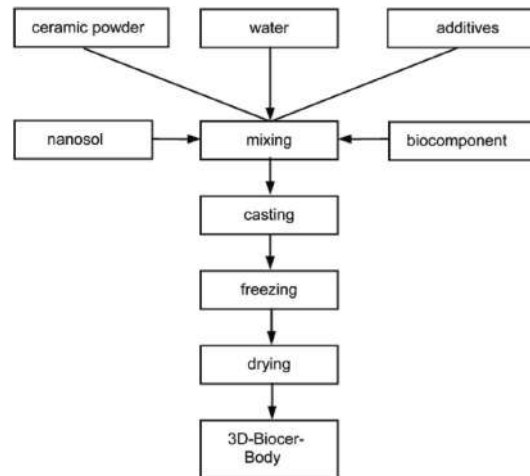 ceramic powder
water
additives
nanosol
mixing
biocomponent
casting
freezing
drying
3D-Biocer-
Body